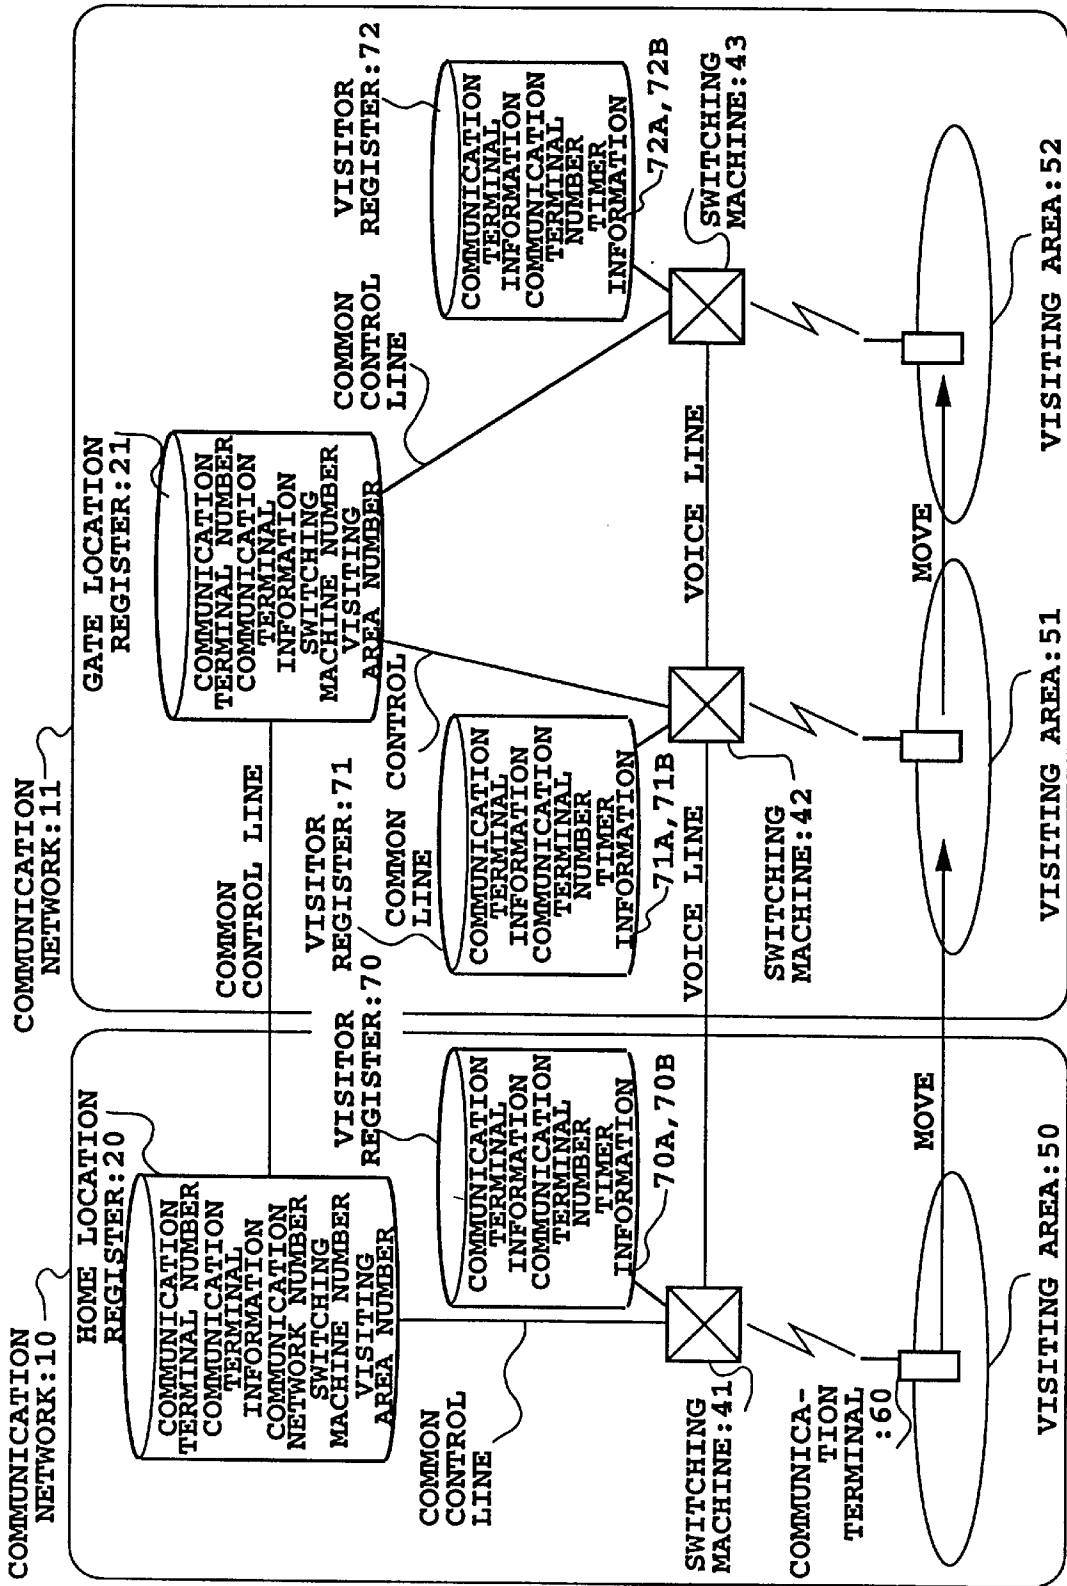 COMMUNICATION
NETWORK:10
HOME LOCATION
REGISTER:20
COMMUNICATION
TERMINAL NUMBER
COMMUNICATION
TERMINAL
INFORMATION
COMMUNICATION
NETWORK NUMBER
SWITCHING
MACHINE NUMBER
VISITING
AREA NUMBER
COMMON
CONTROL
LINE
VISITOR
REGISTER:70
COMMUNICATION
TERMINAL
INFORMATION
COMMUNICATION
TERMINAL
NUMBER
TIMER
INFORMATION
70A,70B
SWITCHING
MACHINE:41
COMMUNICA-
TION
TERMINAL
:60
MOVE
VISITING AREA:50
COMMUNICATION
NETWORK:11
COMMON
CONTROL LINE
GATE LOCATION
REGISTER:21
COMMUNICATION
TERMINAL NUMBER
COMMUNICATION
TERMINAL
INFORMATION
SWITCHING
MACHINE NUMBER
VISITING
AREA NUMBER
VISITOR
REGISTER:71
COMMON CONTROL
LINE
COMMUNICATION
TERMINAL
INFORMATION
COMMUNICATION
TERMINAL
NUMBER
TIMER
INFORMATION
71A,71B
VOICE LINE
SWITCHING
MACHINE:42
VISITING AREA:51
COMMON
CONTROL
LINE
VISITOR
REGISTER:72
COMMUNICATION
TERMINAL
INFORMATION
COMMUNICATION
TERMINAL
NUMBER
TIMER
INFORMATION
72A,72B
VOICE LINE
SWITCHING
MACHINE:43
MOVE
VISITING AREA:52